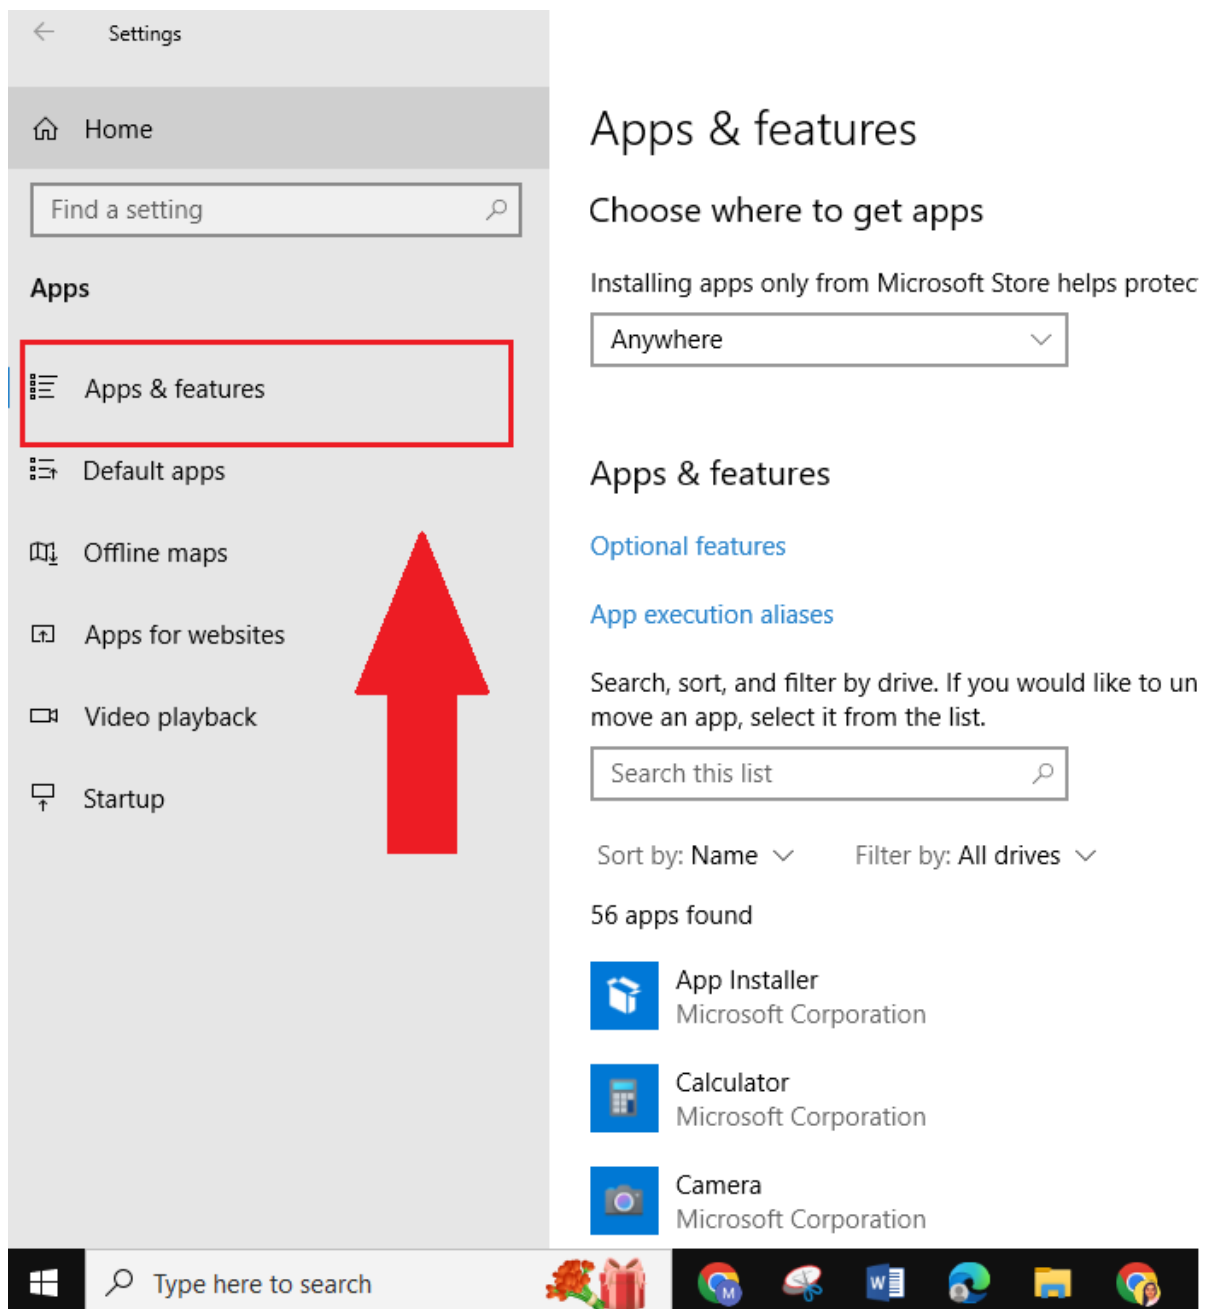 Settings
Home
Find a setting
Apps
Apps & features
Default apps
Offline maps
Apps for websites
Video playback
Startup
Apps & features
Choose where to get apps
Installing apps only from Microsoft Store helps protec
Anywhere
Apps & features
Optional features
App execution aliases
Search, sort, and filter by drive. If you would like to un
move an app, select it from the list.
Search this list
Sort by: Name Filter by: All drives
56 apps found
App Installer
Microsoft Corporation
Calculator
Microsoft Corporation
Camera
Microsoft Corporation
Type here to search
M
W